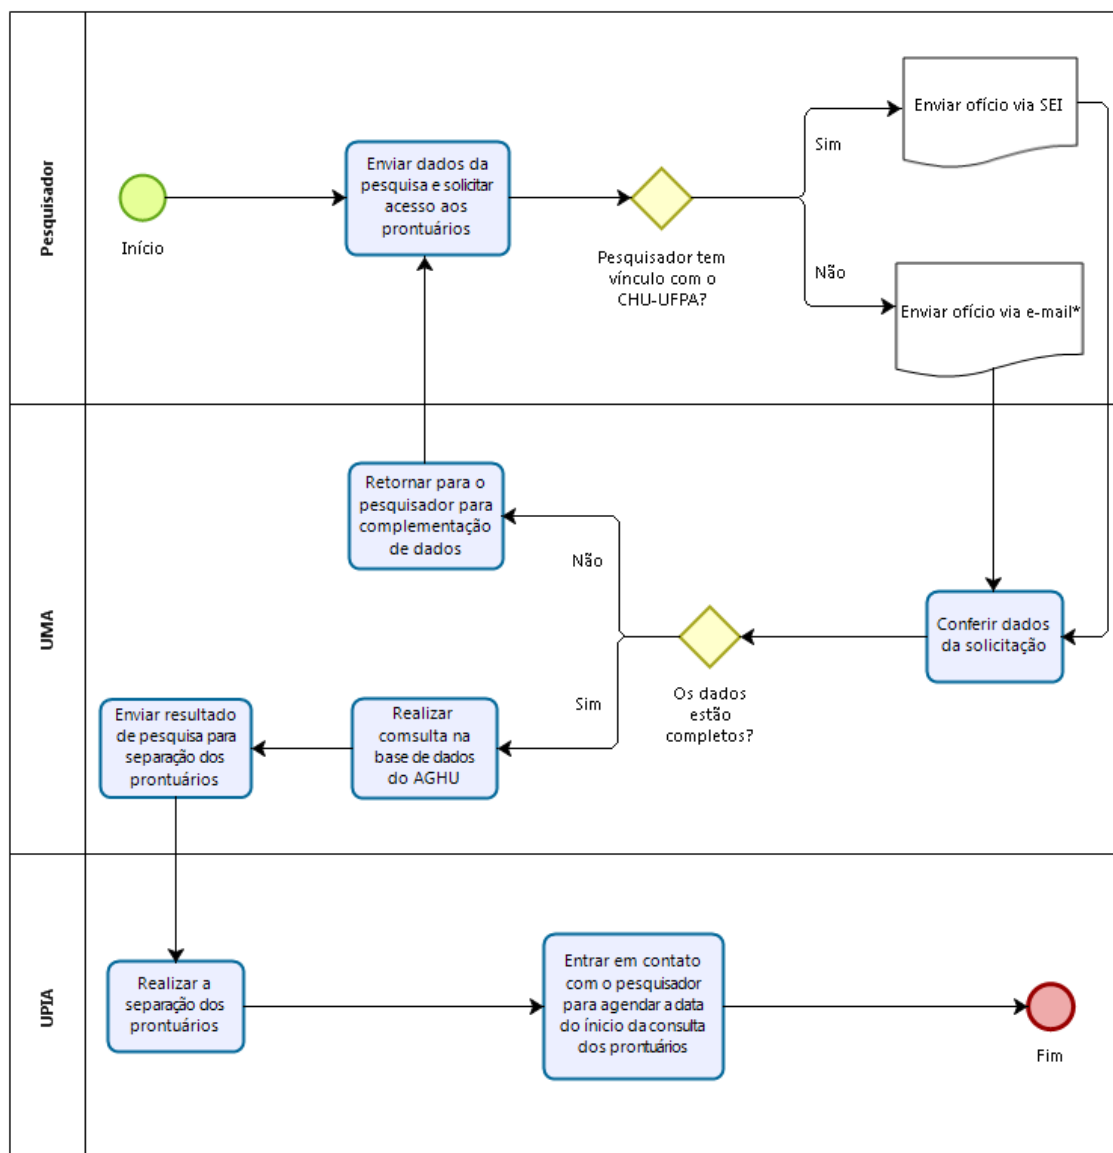 Pesquisador
Início
Enviar dados da
pesquisa e solicitar
acesso aos
prontuários
Pesquisador tem
vínculo com o
CHU-UFPA?
Sim
Enviar ofício via SEI
Não
Enviar ofício via e-mail*
UMA
Retornar para o
pesquisador para
complementação
de dados
Não
Conferir dados
da solicitação
Os dados
estão
completos?
Sim
Realizar
comsulta na
base de dados
do AGHU
Enviar resultado
de pesquisa para
separação dos
prontuários
UPIA
Realizar a
separação dos
prontuários
Entrar em contato
com o pesquisador
para agendar a data
do ínicio da consulta
dos prontuários
Fim